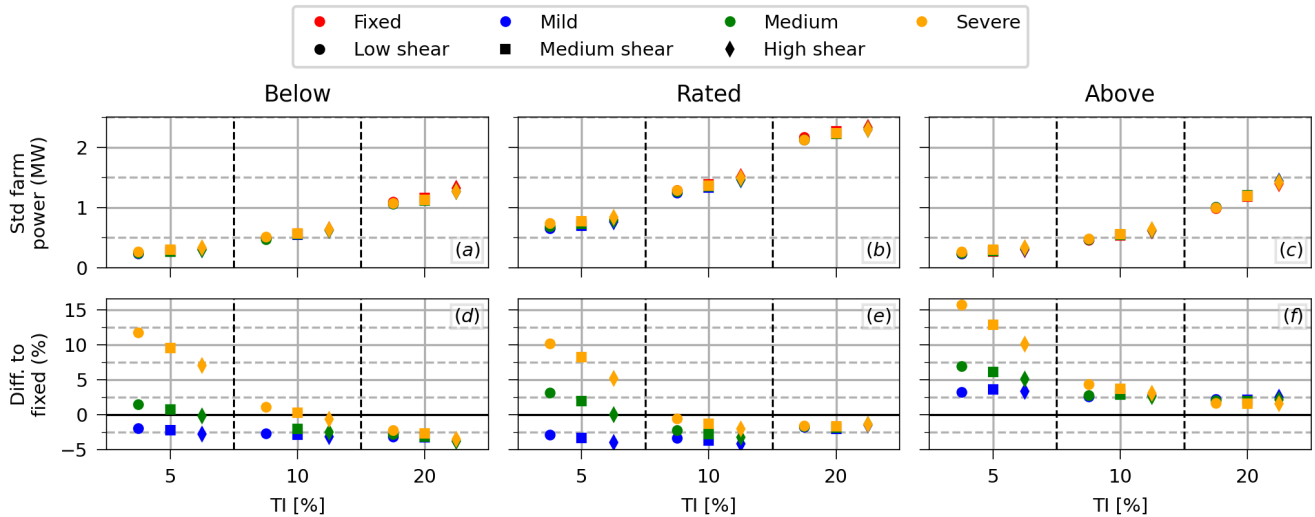 Fixed Mild Medium Severe
Low shear Medium shear High shear
Below Rated Above
Std farm
power (MW)
2
1
0
(a) (b) (c)
Diff. to
fixed (%)
15
10
5
0
−5
(d) (e) (f)
5 10 20 5 10 20 5 10 20
TI [%] TI [%] TI [%]